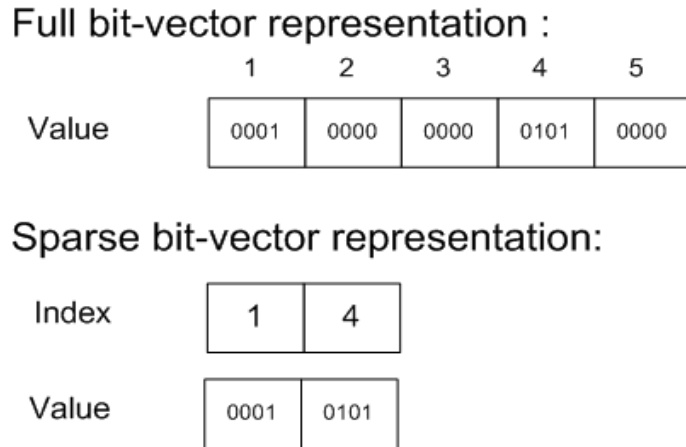 Full bit-vector representation :
1 2 3 4 5
Value 0001 0000 0000 0101 0000
Sparse bit-vector representation:
Index 1 4
Value 0001 0101